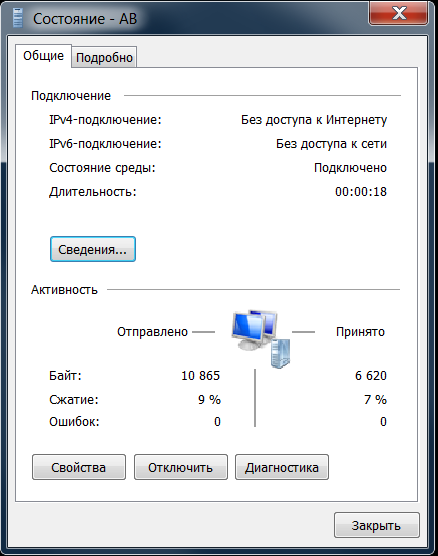 Состояние - АВ
Общие
Подробно
Подключение
IPv4-подключение: Без доступа к Интернету
IPv6-подключение: Без доступа к сети
Состояние среды: Подключено
Длительность: 00:00:18
Сведения...
Активность
Отправлено Принято
Байт: 10 865 6 620
Сжатие: 9 % 7 %
Ошибок: 0 0
Свойства
Отключить
Диагностика
Закрыть